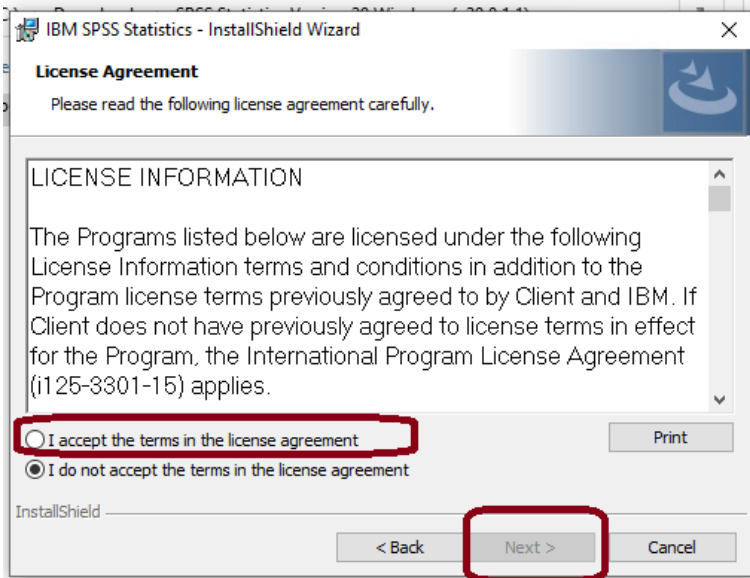 IBM SPSS Statistics - InstallShield Wizard
License Agreement
Please read the following license agreement carefully.
LICENSE INFORMATION
The Programs listed below are licensed under the following
License Information terms and conditions in addition to the
Program license terms previously agreed to by Client and IBM. If
Client does not have previously agreed to license terms in effect
for the Program, the International Program License Agreement
(i125-3301-15) applies.
I accept the terms in the license agreement
Print
I do not accept the terms in the license agreement
InstallShield
< Back
Next >
Cancel